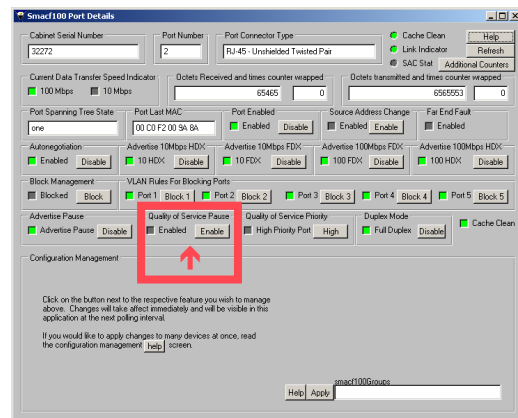 Smacf100 Port Details
Cabinet Serial Number
Port Number
Port Connector Type
Cache Clean
Help
32272
2
RJ-45 - Unshielded Twisted Pair
Link Indicator
Refresh
SAC Stat
Additional Counters
Current Data Transfer Speed Indicator
Octets Received and times counter wrapped
Octets transmitted and times counter wrapped
100 Mbps
10 Mbps
65465
0
6565553
0
Port Spanning Tree State
Port Last MAC
Port Enabled
Source Address Change
Far End Fault
one
00 C0 F2 00 9A 8A
Enabled
Disable
Enabled
Enable
Enabled
Autonegotiation
Advertise 10Mbps HDX
Advertise 10Mbps FDX
Advertise 100Mbps FDX
Advertise 100Mbps HDX
Enabled
Disable
10 HDX
Disable
10 FDX
Disable
100 FDX
Disable
100 HDX
Disable
Block Management
VLAN Rules For Blocking Ports
Blocked
Block
Port 1
Block 1
Port 2
Block 2
Port 3
Block 3
Port 4
Block 4
Port 5
Block 5
Advertise Pause
Quality of Service Pause
Quality of Service Priority
Duplex Mode
Cache Clean
Advertise Pause
Disable
Enabled
Enable
High Priority Port
High
Full Duplex
Disable
Configuration Management
Click on the button next to the respective feature you wish to manage
above. Changes will take affect immediately and will be visible in this
application at the next polling interval.
If you would like to apply changes to many devices at once, read
the configuration management help screen.
smacf100Groups
Help
Apply